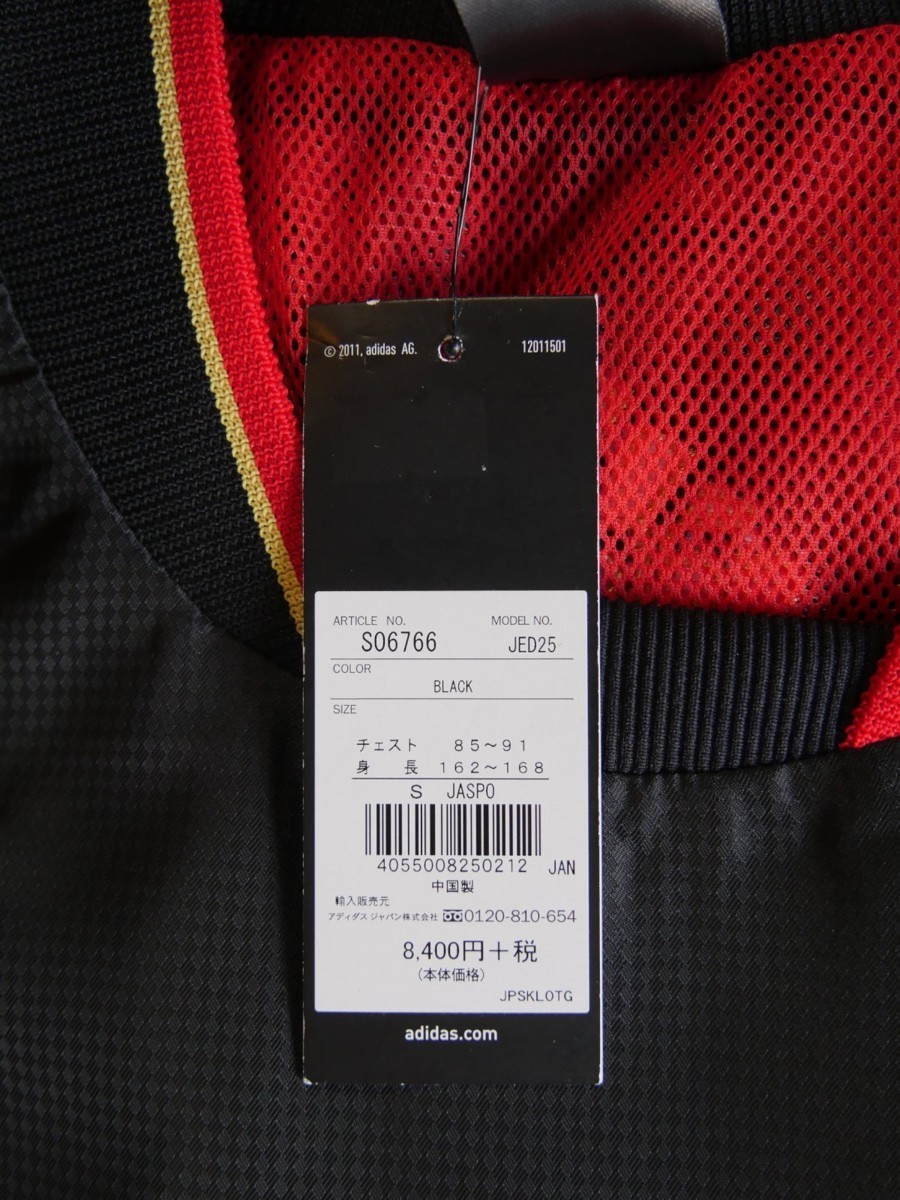 © 2011, adidas AG. 12011501
ARTICLE NO. MODEL NO.
S06766 JED25
COLOR
BLACK
SIZE
チェスト 85～91
身長 162～168
S JASPO
4055008250212 JAN
中国製
輸入販売元
アディダス ジャパン株式会社 0120-810-654
8,400円＋税
(本体価格)
JPSKLOTG
adidas.com